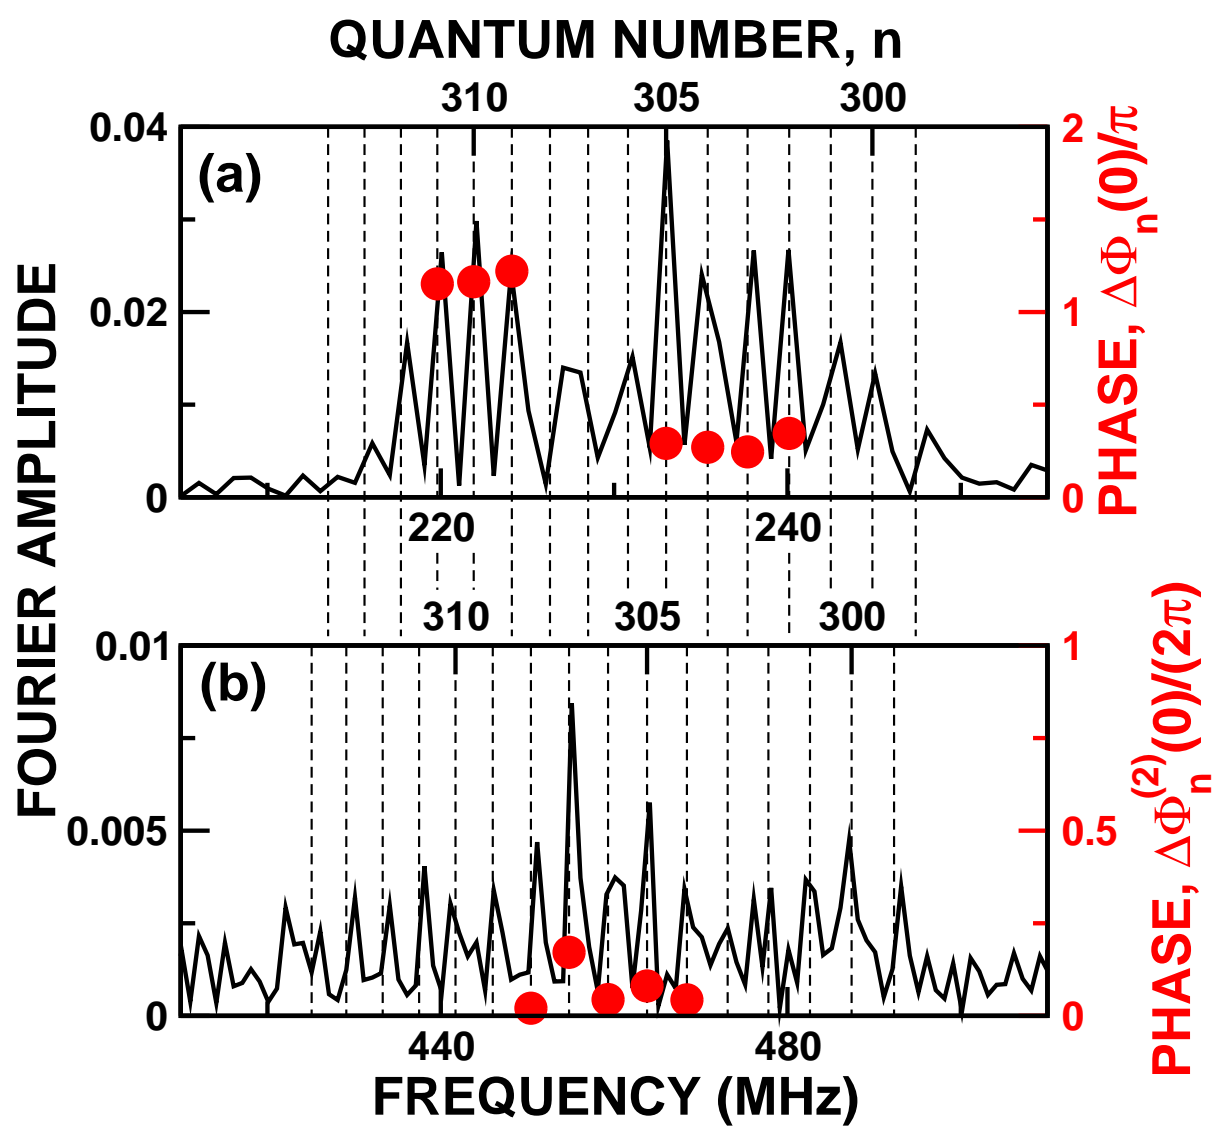 QUANTUM NUMBER, n
310 305 300
0.04 2
(a)
0.02 1
0 0
220 240
PHASE, ΔΦn(0)/π
FOURIER AMPLITUDE
310 305 300
0.01 1
(b)
0.005 0.5
0 0
440 480
PHASE, ΔΦn(2)(0)/(2π)
FREQUENCY (MHz)